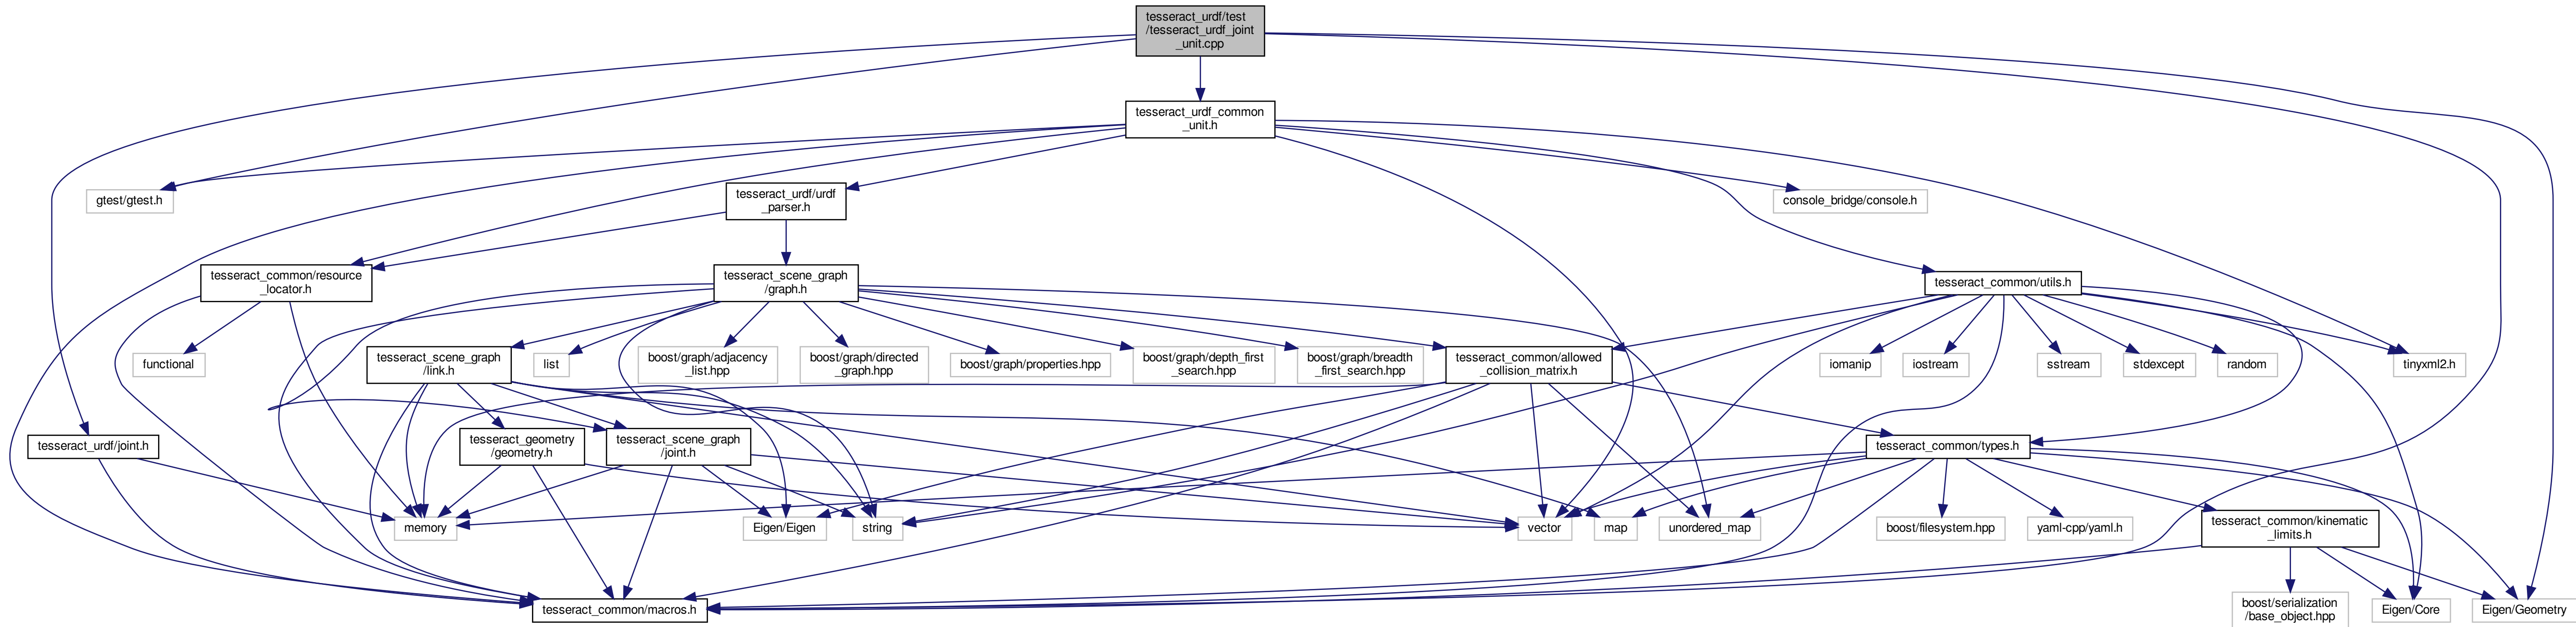 tesseract_urdf/test
/tesseract_urdf_joint
_unit.cpp
tesseract_urdf_common
_unit.h
gtest/gtest.h
tesseract_urdf/urdf
_parser.h
console_bridge/console.h
tesseract_common/resource
_locator.h
tesseract_scene_graph
/graph.h
tesseract_common/utils.h
functional
tesseract_scene_graph
/link.h
list
boost/graph/adjacency
_list.hpp
boost/graph/directed
_graph.hpp
boost/graph/properties.hpp
boost/graph/depth_first
_search.hpp
boost/graph/breadth
_first_search.hpp
tesseract_common/allowed
_collision_matrix.h
iomanip
iostream
sstream
stdexcept
random
tinyxml2.h
tesseract_urdf/joint.h
tesseract_geometry
/geometry.h
tesseract_scene_graph
/joint.h
tesseract_common/types.h
memory
Eigen/Eigen
string
vector
map
unordered_map
boost/filesystem.hpp
yaml-cpp/yaml.h
tesseract_common/kinematic
_limits.h
tesseract_common/macros.h
boost/serialization
/base_object.hpp
Eigen/Core
Eigen/Geometry